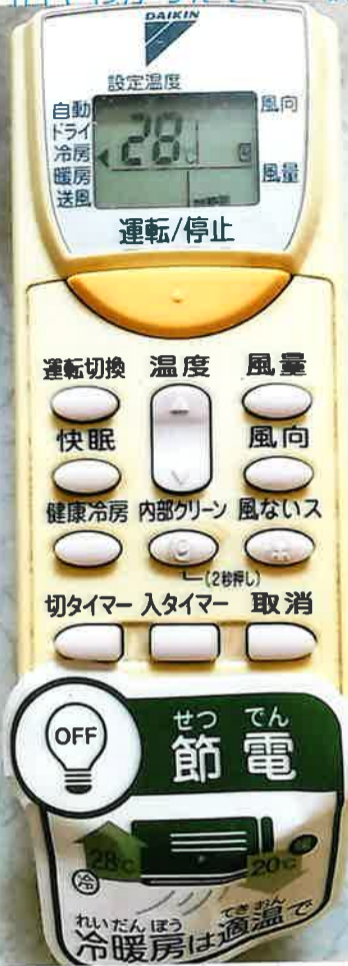 DAIKIN
設定温度
自動
ドライ
冷房
暖房
送風
28
風向
風量
運転/停止
運転切換 温度 風量
快眠 風向
健康冷房 内部クリーン 風ないス
(2秒押し)
切タイマー 入タイマー 取消
OFF
せつ でん
節電
28℃
20℃
冷
れいだんぼう てきおん
冷暖房は適温で